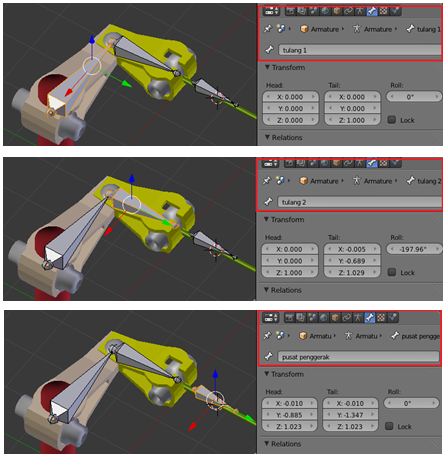 Armature
tulang 1
tulang 1
Transform
Head: Tail: Roll:
X: 0.000 X: 0.000 0°
Y: 0.000 Y: 0.000
Z: 0.000 Z: 1.000 Lock
Relations
Armature
tulang 2
tulang 2
Transform
Head: Tail: Roll:
X: 0.000 X: -0.005 -197.96°
Y: 0.000 Y: -0.689
Z: 1.000 Z: 1.029 Lock
Relations
Armatu Armatu pusat pengge
pusat penggerak
Transform
Head: Tail: Roll:
X: -0.010 X: -0.010 0°
Y: -0.885 Y: -1.347
Z: 1.023 Z: 1.023 Lock
Relations